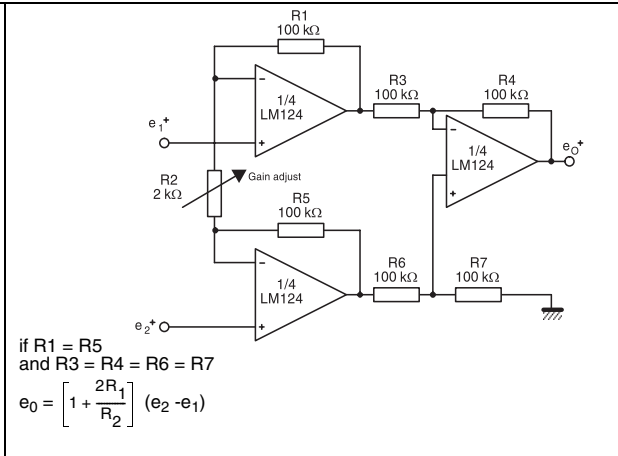 R1
100 kΩ
R3
100 kΩ
R4
100 kΩ
1/4
LM124
e1+
eO+
1/4
LM124
R2
2 kΩ
Gain adjust
R5
100 kΩ
1/4
LM124
R6
100 kΩ
R7
100 kΩ
e2+
if R1 = R5
and R3 = R4 = R6 = R7
e0 = [1 + 2R1/R2] (e2 -e1)